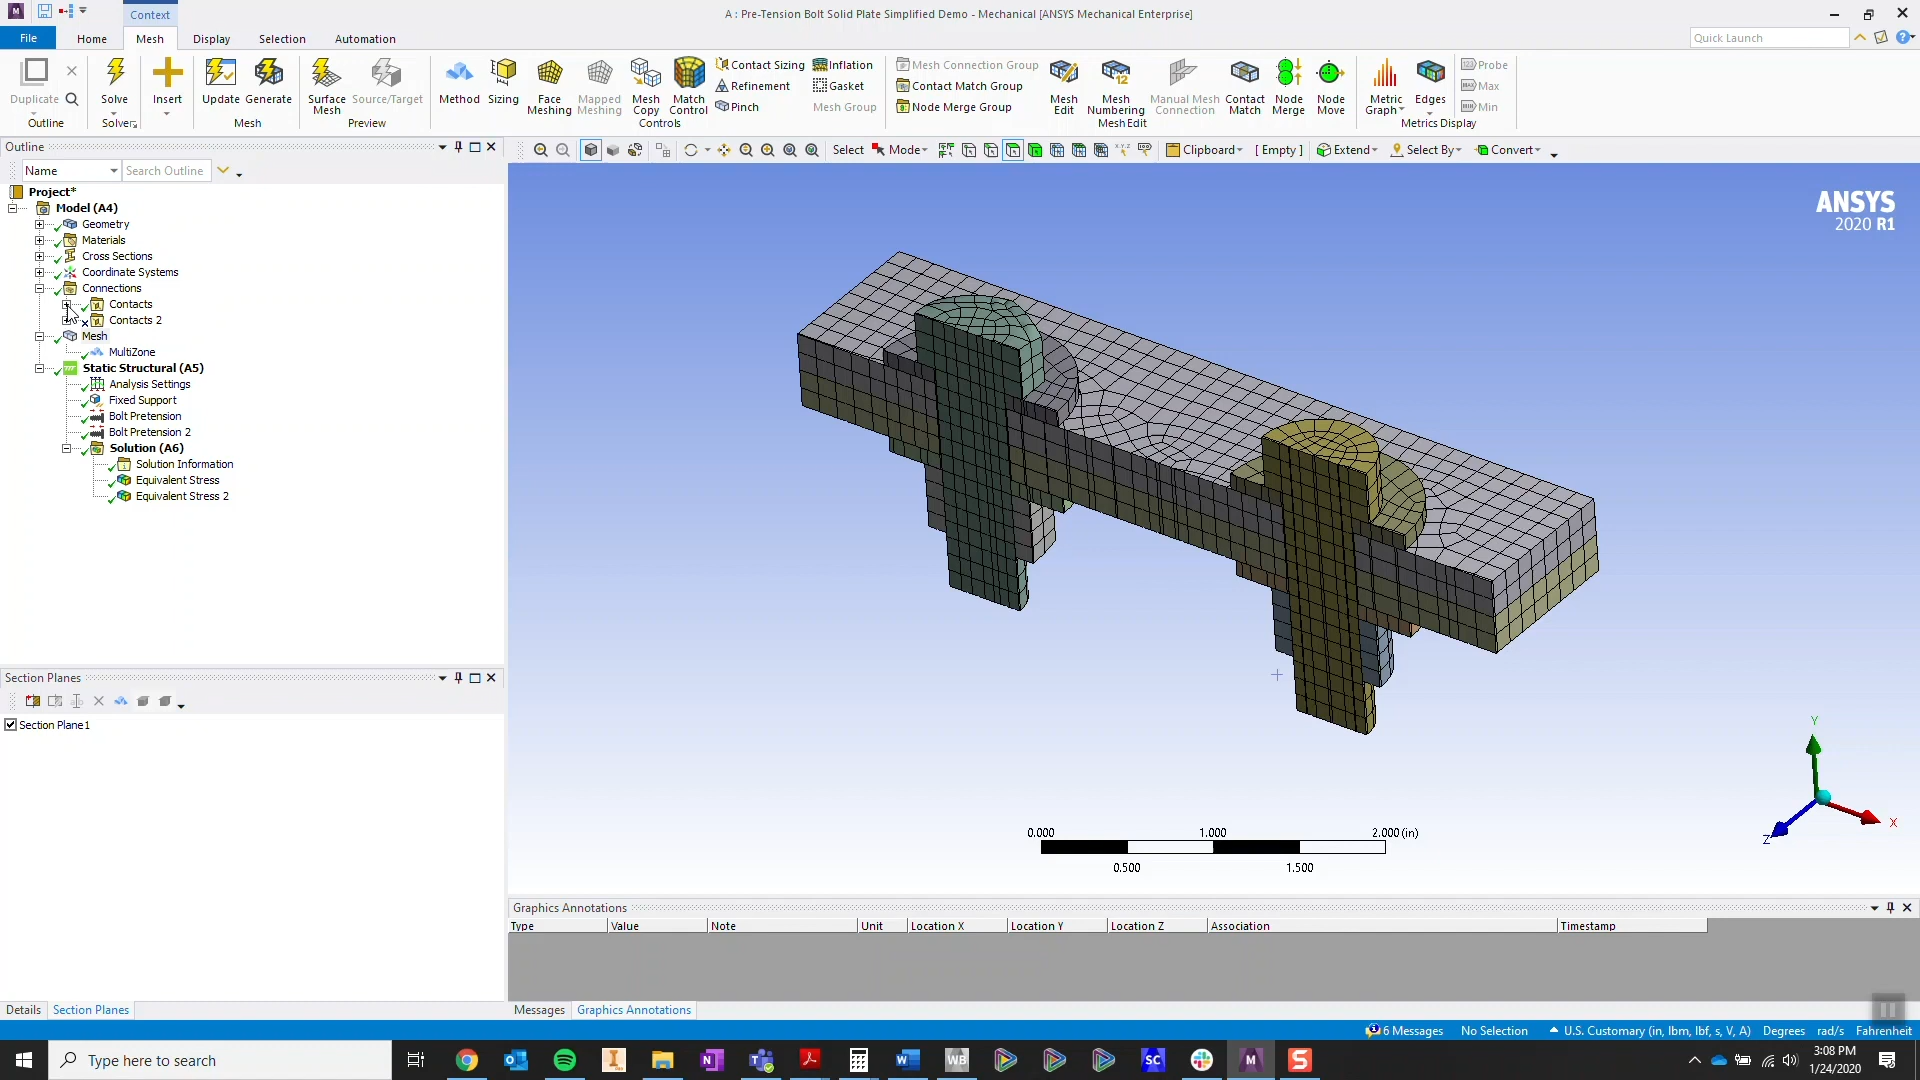 M
Context
A : Pre-Tension Bolt Solid Plate Simplified Demo - Mechanical [ANSYS Mechanical Enterprise]
File Home Mesh Display Selection Automation
Quick Launch
Duplicate
Outline
Solve
Solver
Insert
Update Generate
Mesh
Surface Mesh Source/Target
Preview
Method Sizing Face Meshing Mapped Meshing Mesh Copy Match Control
Contact Sizing Inflation
Refinement Gasket
Pinch Mesh Group
Controls
Mesh Connection Group
Contact Match Group
Node Merge Group
Mesh Edit Mesh Numbering Manual Mesh Connection Contact Match Node Merge Node Move
Mesh Edit
Metric Graph Edges
Probe
Max
Min
Metrics Display
Outline
Name Search Outline
Select Mode Clipboard [ Empty ] Extend Select By Convert
Project*
Model (A4)
Geometry
Materials
Cross Sections
Coordinate Systems
Connections
Contacts
Contacts 2
Mesh
MultiZone
Static Structural (A5)
Analysis Settings
Fixed Support
Bolt Pretension
Bolt Pretension 2
Solution (A6)
Solution Information
Equivalent Stress
Equivalent Stress 2
ANSYS
2020 R1
Section Planes
Section Plane1
Y
X
Z
0.000 1.000 2.000 (in)
0.500 1.500
Graphics Annotations
Type Value Note Unit Location X Location Y Location Z Association Timestamp
Details Section Planes
Messages Graphics Annotations
6 Messages No Selection U.S. Customary (in, lbm, lbf, s, V, A) Degrees rad/s Fahrenheit
Type here to search
WB
SC
M
S
3:08 PM
1/24/2020